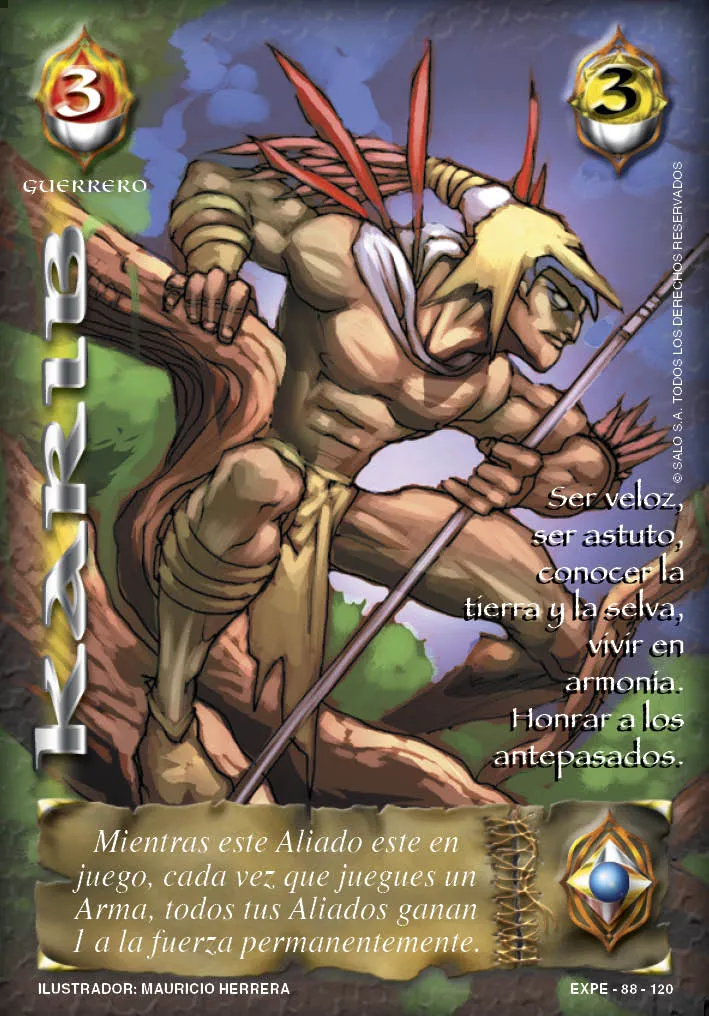 3
3
GUERRERO
KARIB
© SALO S.A. TODOS LOS DERECHOS RESERVADOS
Ser veloz,
ser astuto,
conocer la
tierra y la selva,
vivir en
armonía.
Honrar a los
antepasados.
Mientras este Aliado este en
juego, cada vez que juegues un
Arma, todos tus Aliados ganan
1 a la fuerza permanentemente.
ILUSTRADOR: MAURICIO HERRERA
EXPE - 88 - 120